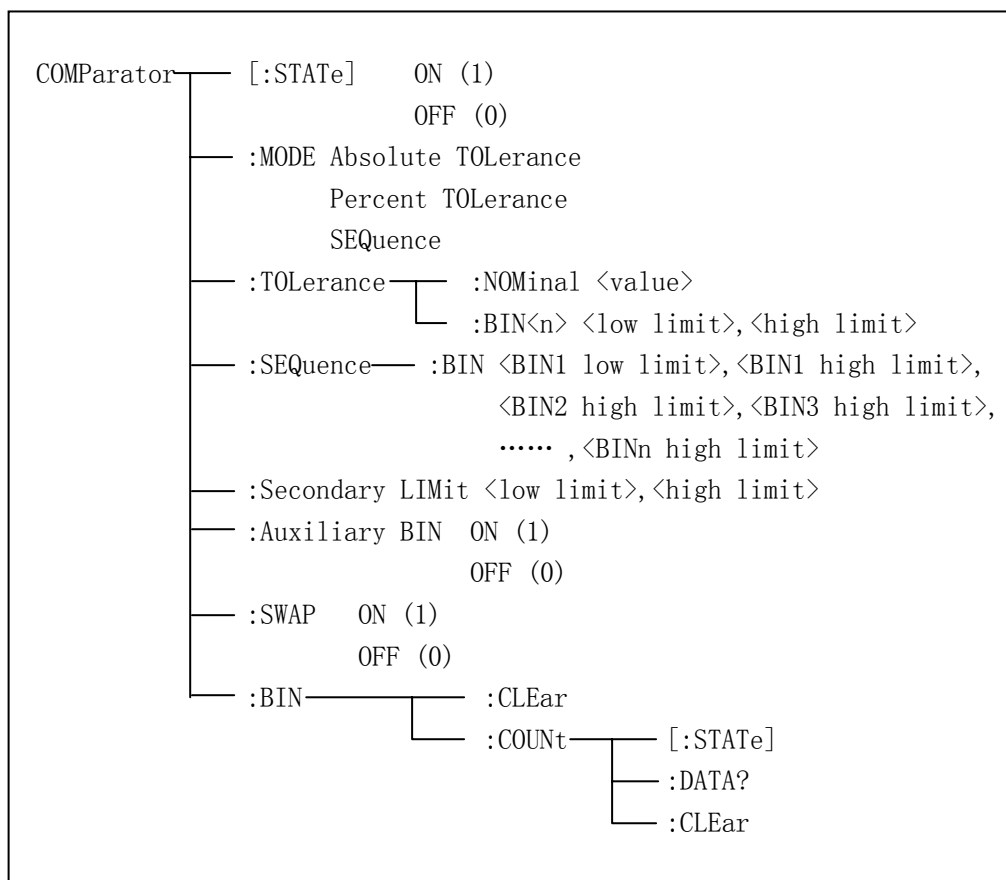 COMParator [:STATe] ON (1)
OFF (0)
:MODE Absolute TOLerance
Percent TOLerance
SEQuence
:TOLerance :NOMinal <value>
:BIN<n> <low limit>,<high limit>
:SEQuence :BIN <BIN1 low limit>,<BIN1 high limit>,
<BIN2 high limit>,<BIN3 high limit>,
…… ,<BINn high limit>
:Secondary LIMit <low limit>,<high limit>
:Auxiliary BIN ON (1)
OFF (0)
:SWAP ON (1)
OFF (0)
:BIN :CLEar
:COUNt [:STATe]
:DATA?
:CLEar